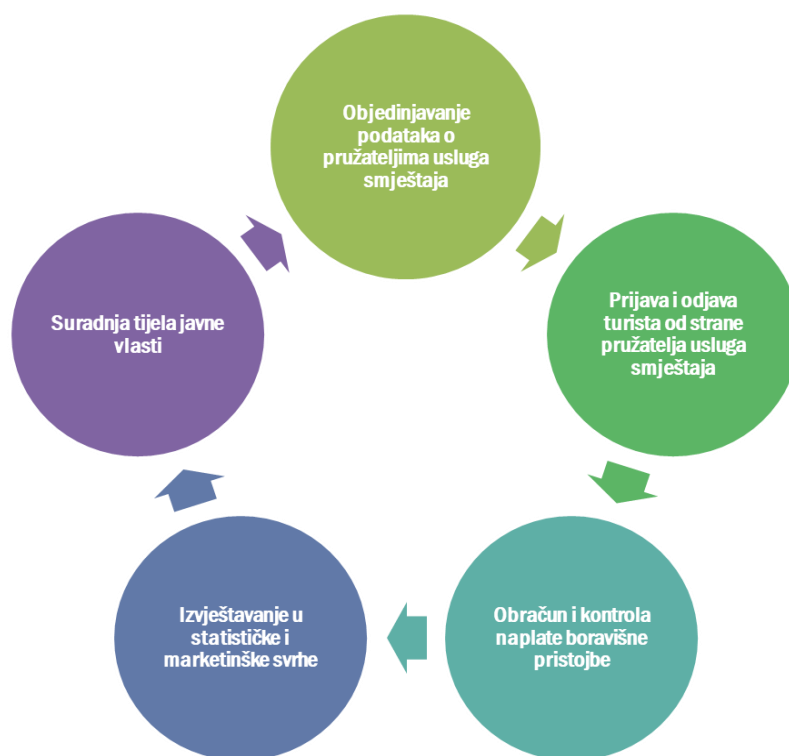 Objedinjavanje
podataka o
pružateljima usluga
smještaja
Prijava i odjava
turista od strane
pružatelja usluga
smještaja
Obračun i kontrola
naplate boravišne
pristojbe
Izvještavanje u
statističke i
marketinške svrhe
Suradnja tijela javne
vlasti